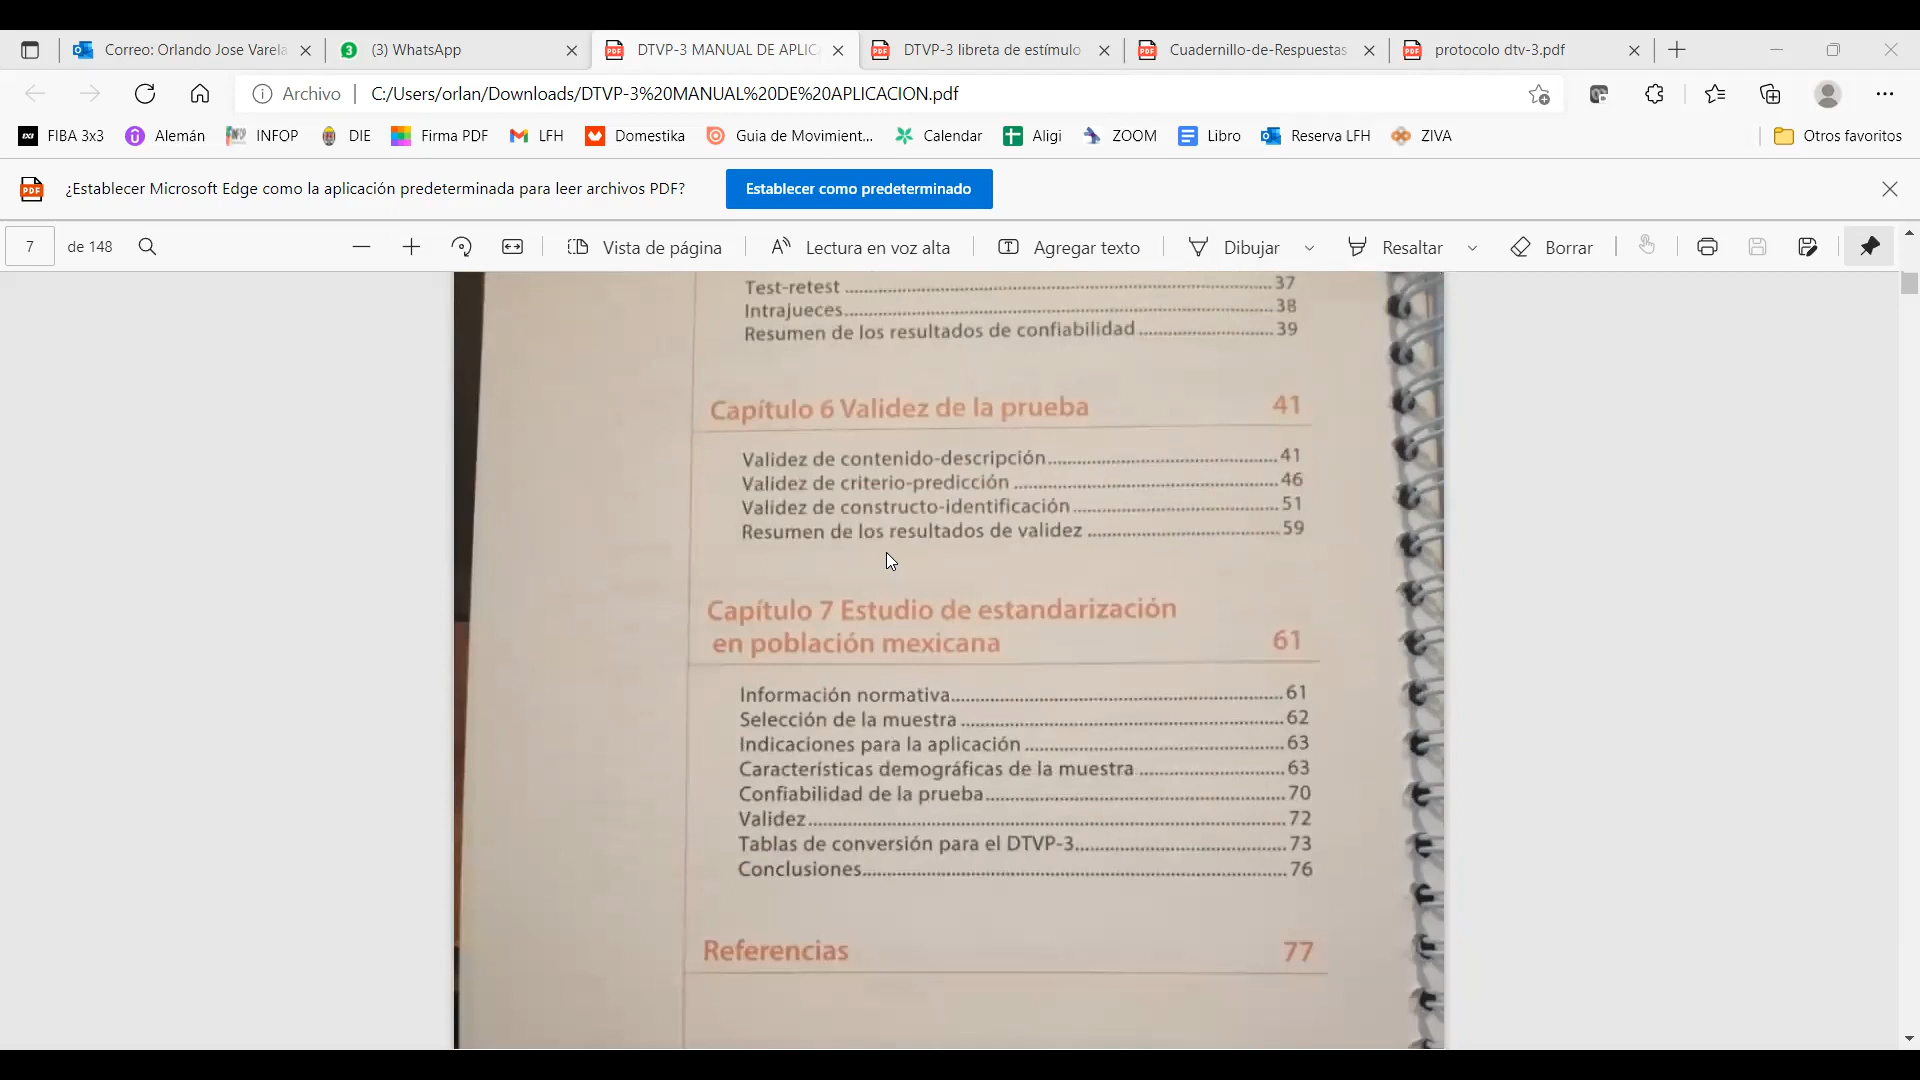 Correo: Orlando Jose Varela
(3) WhatsApp
DTVP-3 MANUAL DE APLIC
DTVP-3 libreta de estímulo
Cuadernillo-de-Respuestas
protocolo dtv-3.pdf
Archivo
C:/Users/orlan/Downloads/DTVP-3%20MANUAL%20DE%20APLICACION.pdf
FIBA 3x3
Alemán
INFOP
DIE
Firma PDF
LFH
Domestika
Guia de Movimient...
Calendar
Aligi
ZOOM
Libro
Reserva LFH
ZIVA
Otros favoritos
¿Establecer Microsoft Edge como la aplicación predeterminada para leer archivos PDF?
Establecer como predeterminado
7 de 148
Vista de página
Lectura en voz alta
Agregar texto
Dibujar
Resaltar
Borrar
Test-retest 37
Intrajueces 38
Resumen de los resultados de confiabilidad 39
Capítulo 6 Validez de la prueba 41
Validez de contenido-descripción 41
Validez de criterio-predicción 46
Validez de constructo-identificación 51
Resumen de los resultados de validez 59
Capítulo 7 Estudio de estandarización
en población mexicana 61
Información normativa 61
Selección de la muestra 62
Indicaciones para la aplicación 63
Características demográficas de la muestra 63
Confiabilidad de la prueba 70
Validez 72
Tablas de conversión para el DTVP-3 73
Conclusiones 76
Referencias 77